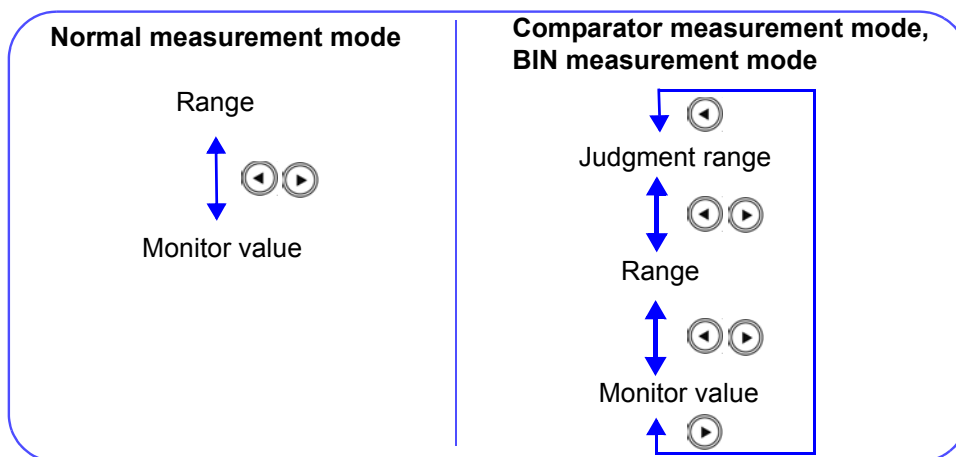 Normal measurement mode
Range
Monitor value
Comparator measurement mode,
BIN measurement mode
Judgment range
Range
Monitor value